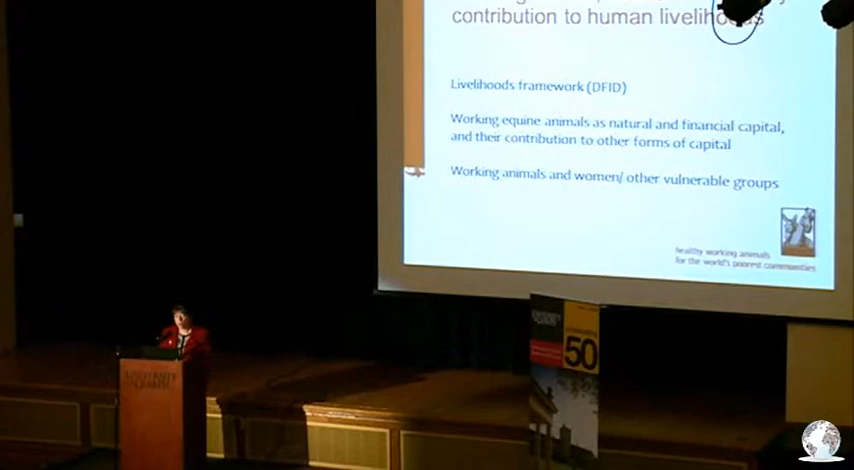 contribution to human livelihoods
Livelihoods framework (DFID)
Working equine animals as natural and financial capital,
and their contribution to other forms of capital
Working animals and women/ other vulnerable groups
healthy working animals
for the world's poorest communities
UNIVERSITY
50